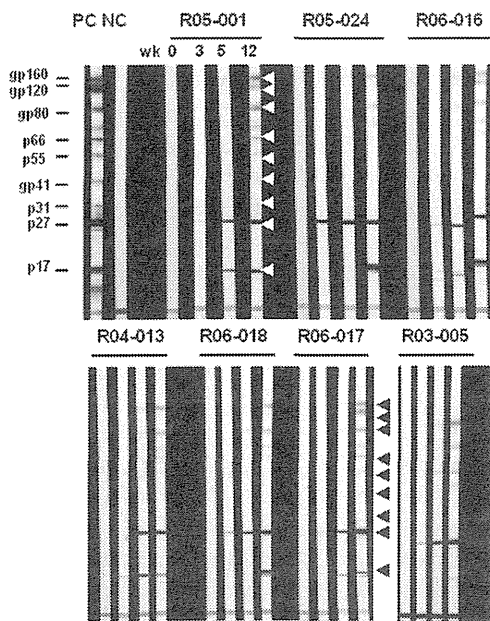 PC NC R05-001 R05-024 R06-016
wk 0 3 5 12
gp160
gp120
gp80
p66
p55
gp41
p31
p27
p17
R04-013 R06-018 R06-017 R03-005